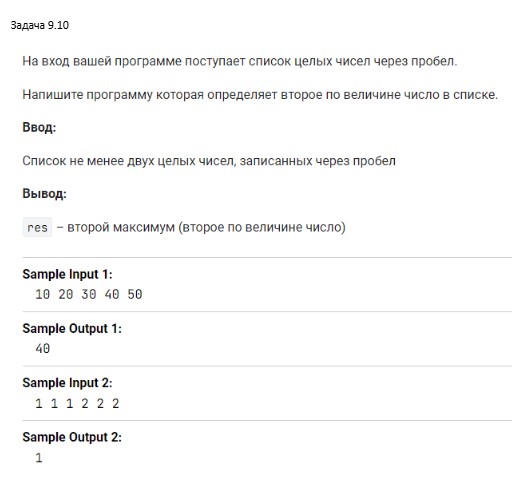 Задача 9.10
На вход вашей программе поступает список целых чисел через пробел.
Напишите программу которая определяет второе по величине число в списке.
Ввод:
Список не менее двух целых чисел, записанных через пробел
Вывод:
res – второй максимум (второе по величине число)
Sample Input 1:
10 20 30 40 50
Sample Output 1:
40
Sample Input 2:
1 1 1 2 2 2
Sample Output 2:
1